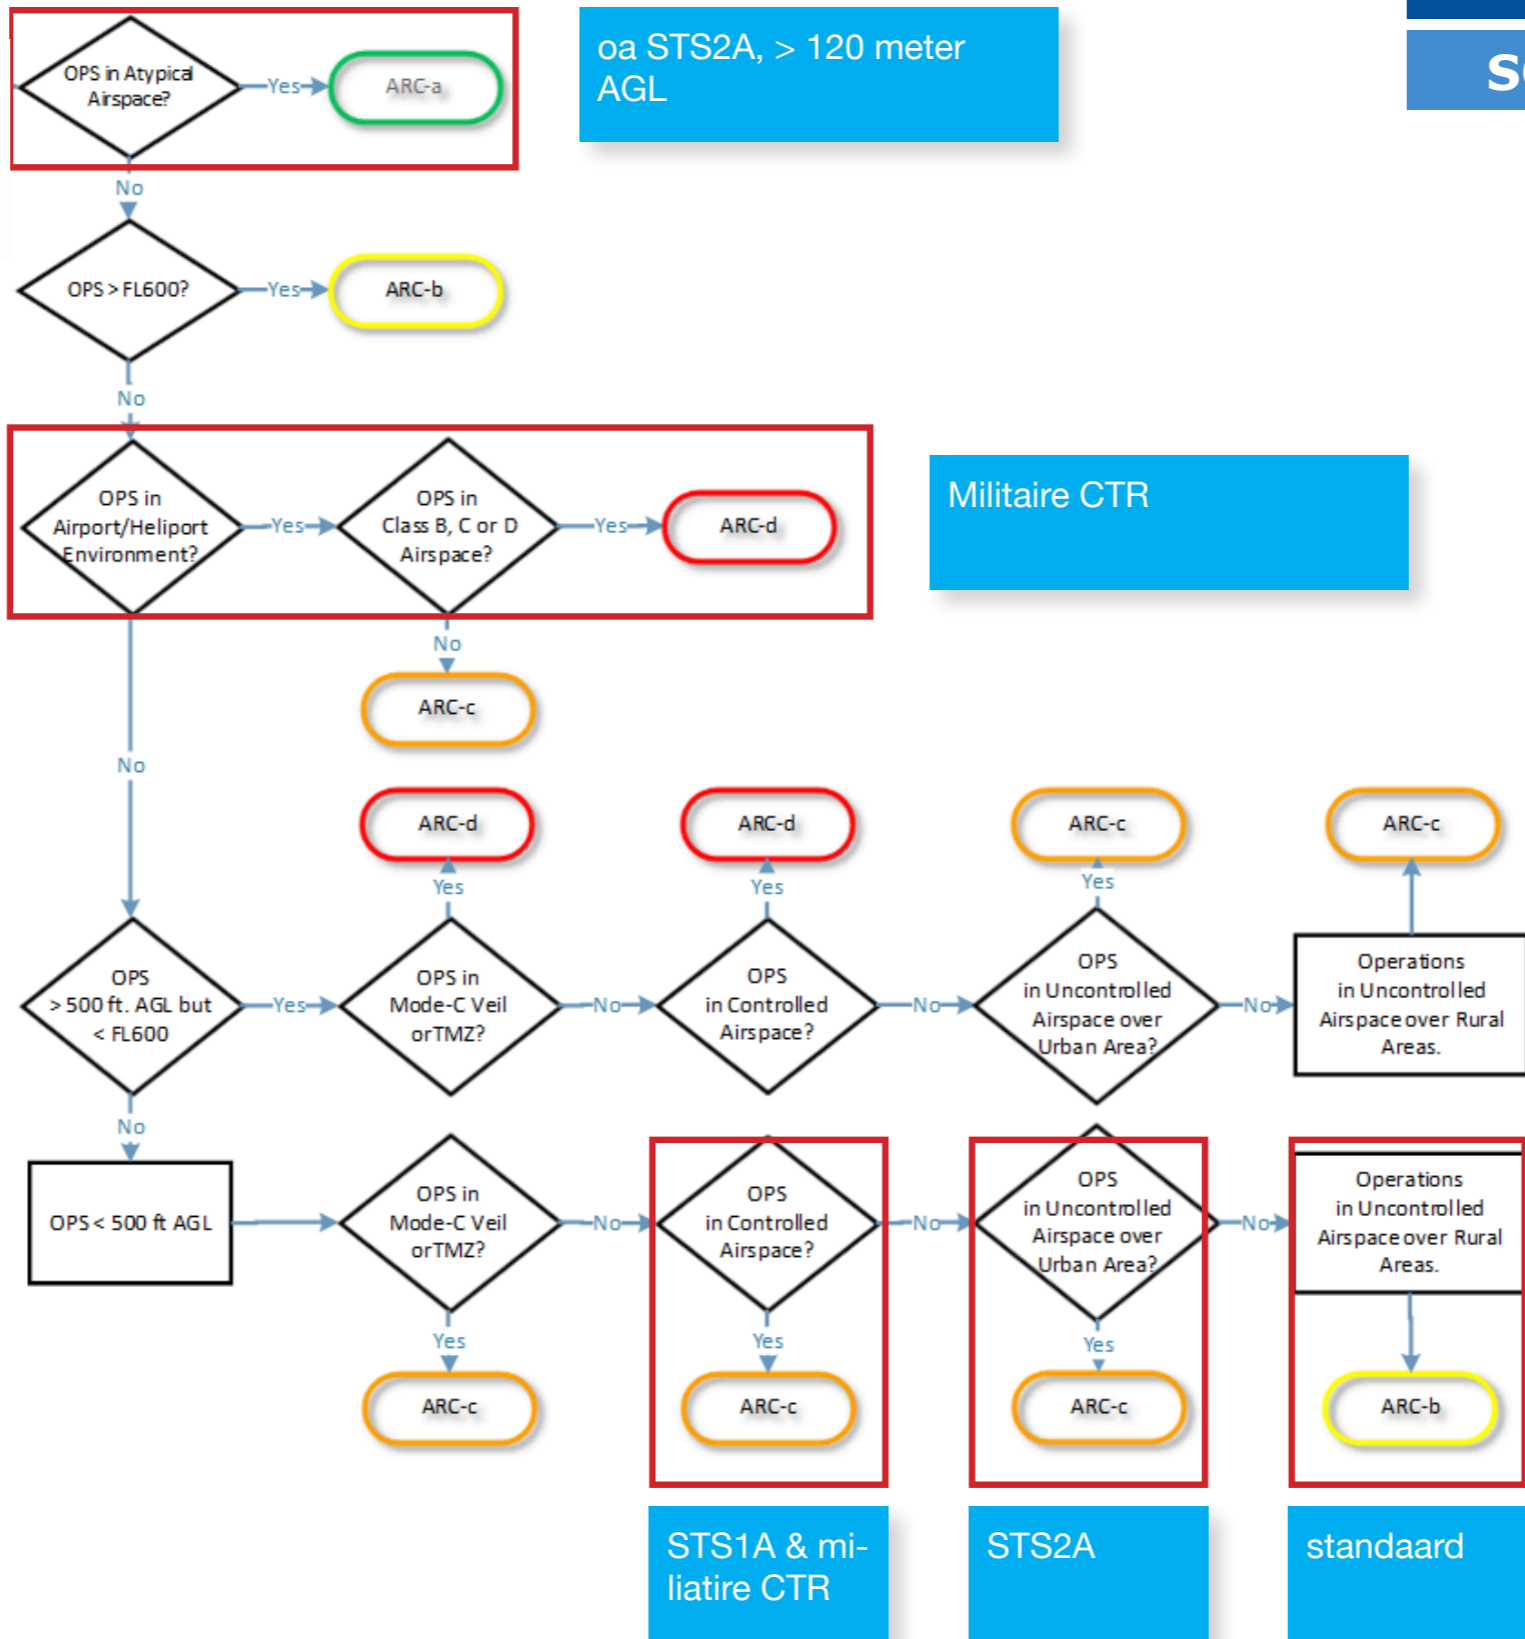 oa STS2A, > 120 meter
AGL
OPS in Atypical
Airspace?
Yes
ARC-a
No
OPS > FL600?
Yes
ARC-b
No
OPS in
Airport/Heliport
Environment?
Yes
OPS in
Class B, C or D
Airspace?
Yes
ARC-d
Militaire CTR
No
ARC-c
No
ARC-d
ARC-d
ARC-c
ARC-c
Yes
Yes
Yes
OPS
> 500 ft. AGL but
< FL600
Yes
OPS in
Mode-C Veil
or TMZ?
No
OPS
in Controlled
Airspace?
No
OPS
in Uncontrolled
Airspace over
Urban Area?
No
Operations
in Uncontrolled
Airspace over Rural
Areas.
No
OPS < 500 ft AGL
OPS in
Mode-C Veil
or TMZ?
No
OPS
in Controlled
Airspace?
No
OPS
in Uncontrolled
Airspace over
Urban Area?
No
Operations
in Uncontrolled
Airspace over Rural
Areas.
Yes
Yes
Yes
ARC-c
ARC-c
ARC-c
ARC-b
STS1A & mi-
liatire CTR
STS2A
standaard